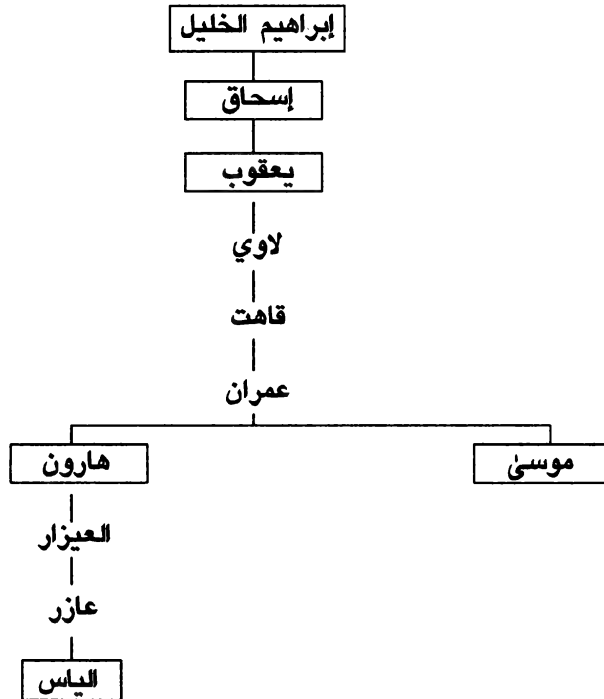 إبراهيم الخليل
إسحاق
يعقوب
لاوي
قاهت
عمران
موسىٰ
هارون
العيزار
عازر
الياس